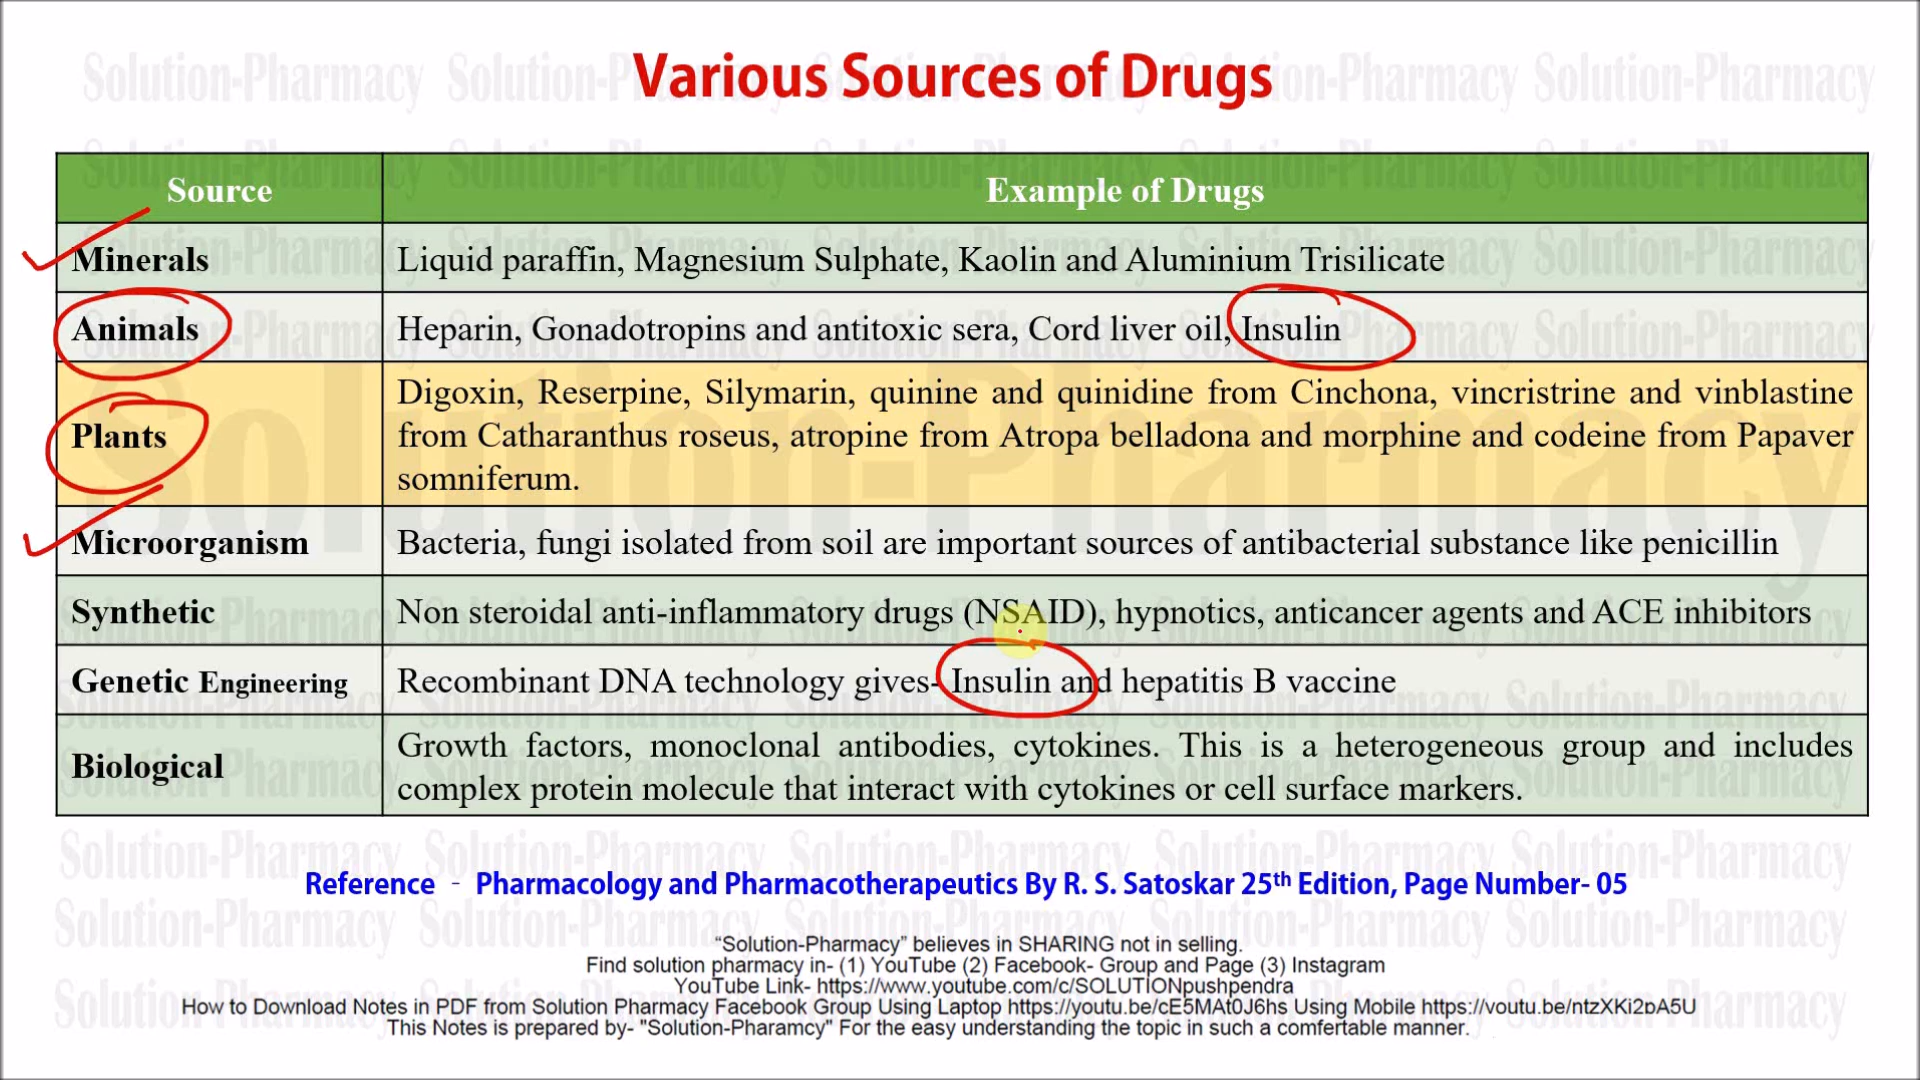 Various Sources of Drugs
Source
Example of Drugs
Minerals
Liquid paraffin, Magnesium Sulphate, Kaolin and Aluminium Trisilicate
Animals
Heparin, Gonadotropins and antitoxic sera, Cord liver oil, Insulin
Plants
Digoxin, Reserpine, Silymarin, quinine and quinidine from Cinchona, vincristrine and vinblastine
from Catharanthus roseus, atropine from Atropa belladona and morphine and codeine from Papaver
somniferum.
Microorganism
Bacteria, fungi isolated from soil are important sources of antibacterial substance like penicillin
Synthetic
Non steroidal anti-inflammatory drugs (NSAID), hypnotics, anticancer agents and ACE inhibitors
Genetic Engineering
Recombinant DNA technology gives- Insulin and hepatitis B vaccine
Biological
Growth factors, monoclonal antibodies, cytokines. This is a heterogeneous group and includes
complex protein molecule that interact with cytokines or cell surface markers.
Reference - Pharmacology and Pharmacotherapeutics By R. S. Satoskar 25th Edition, Page Number- 05
“Solution-Pharmacy” believes in SHARING not in selling.
Find solution pharmacy in- (1) YouTube (2) Facebook- Group and Page (3) Instagram
YouTube Link- https://www.youtube.com/c/SOLUTIONpushpendra
How to Download Notes in PDF from Solution Pharmacy Facebook Group Using Laptop https://youtu.be/cE5MAt0J6hs Using Mobile https://youtu.be/ntzXKi2bA5U
This Notes is prepared by- "Solution-Pharamcy" For the easy understanding the topic in such a comfertable manner.
Solution-Pharmacy